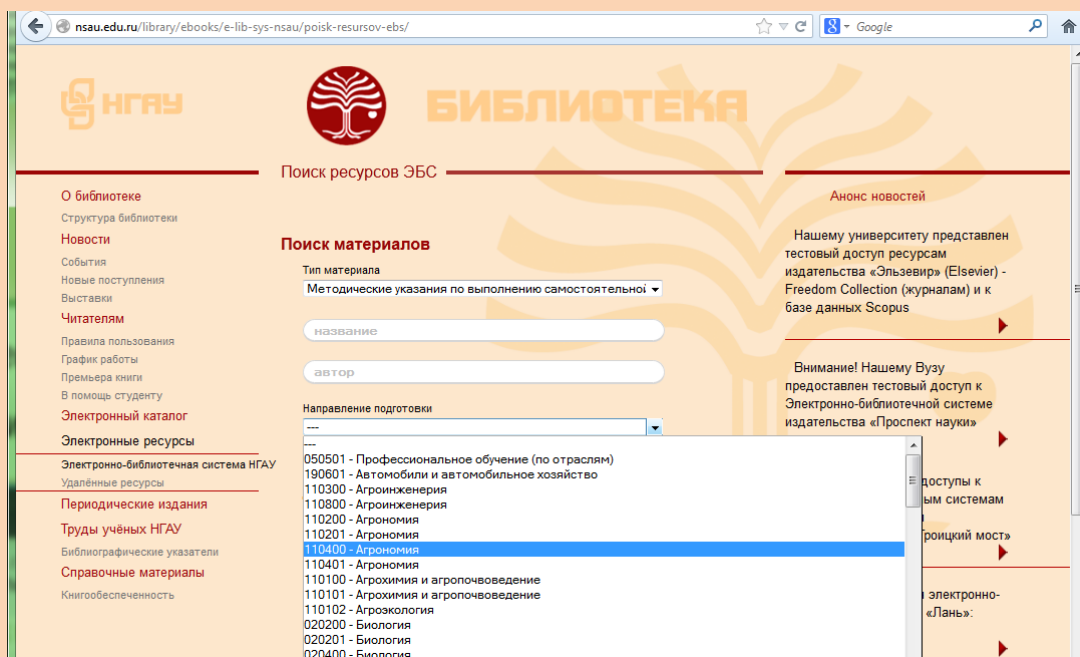 nsau.edu.ru/library/ebooks/e-lib-sys-nsau/poisk-resursov-ebs/
Google
НГАУ
БИБЛИОТЕКА
Поиск ресурсов ЭБС
О библиотеке
Структура библиотеки
Новости
События
Новые поступления
Выставки
Читателям
Правила пользования
График работы
Премьера книги
В помощь студенту
Электронный каталог
Электронные ресурсы
Электронно-библиотечная система НГАУ
Удалённые ресурсы
Периодические издания
Труды учёных НГАУ
Библиографические указатели
Справочные материалы
Книгообеспеченность
Поиск материалов
Тип материала
Методические указания по выполнению самостоятельной
название
автор
Направление подготовки
---
---
050501 - Профессиональное обучение (по отраслям)
190601 - Автомобили и автомобильное хозяйство
110300 - Агроинженерия
110800 - Агроинженерия
110200 - Агрономия
110201 - Агрономия
110400 - Агрономия
110401 - Агрономия
110100 - Агрохимия и агропочвоведение
110101 - Агрохимия и агропочвоведение
110102 - Агроэкология
020200 - Биология
020201 - Биология
020400 - Биология
Анонс новостей
Нашему университету представлен
тестовый доступ ресурсам
издательства «Эльзевир» (Elsevier) -
Freedom Collection (журналам) и к
базе данных Scopus
Внимание! Нашему Вузу
предоставлен тестовый доступ к
Электронно-библиотечной системе
издательства «Проспект науки»
доступы к
ым системам
роицкий мост»
электронно-
«Лань»: